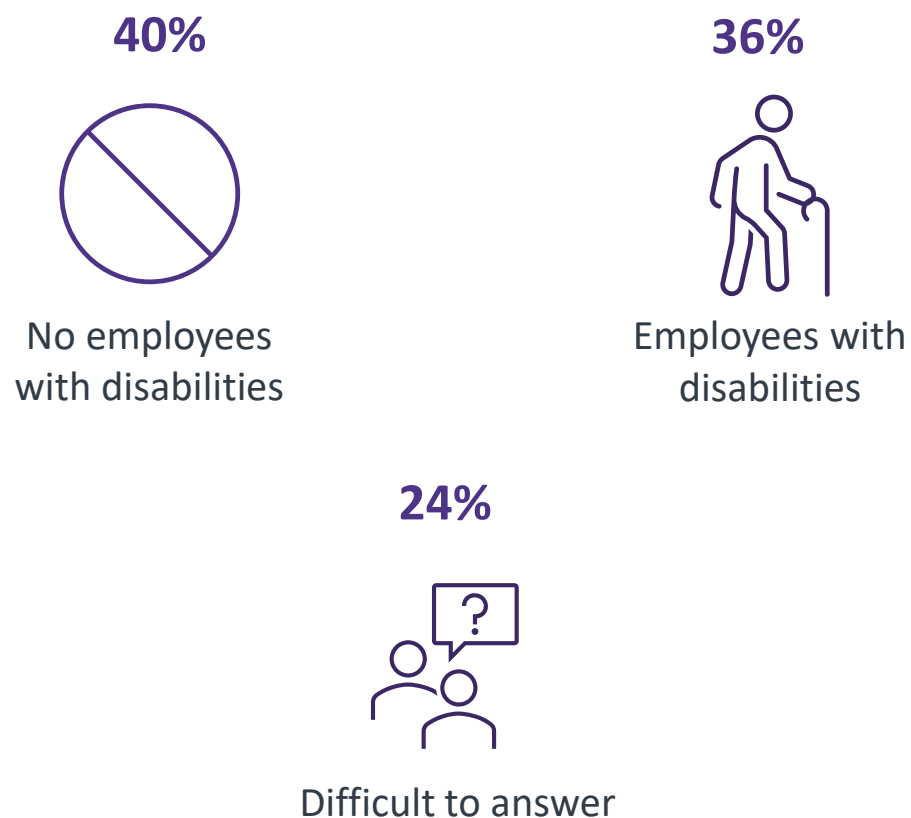 40%
No employees
with disabilities
36%
Employees with
disabilities
24%
?
Difficult to answer